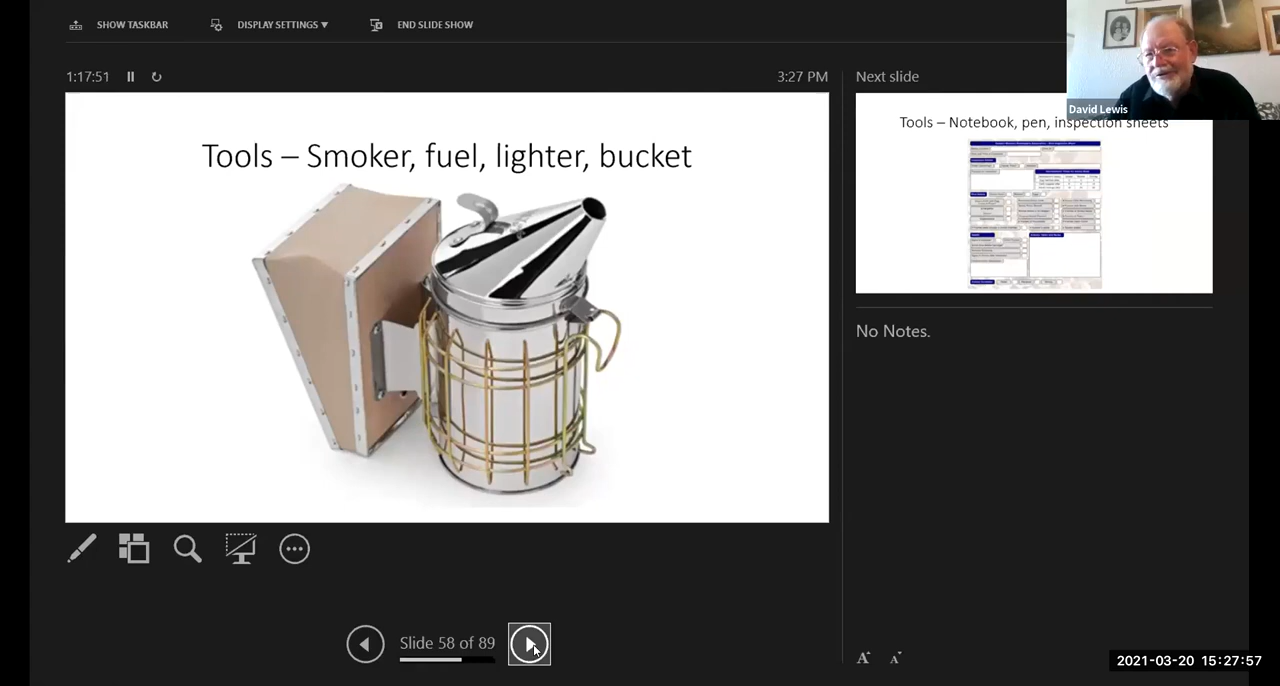 SHOW TASKBAR
DISPLAY SETTINGS ▼
END SLIDE SHOW
1:17:51
3:27 PM
Next slide
David Lewis
Tools – Smoker, fuel, lighter, bucket
Tools – Notebook, pen, inspection sheets
No Notes.
Slide 58 of 89
A A
2021-03-20 15:27:57